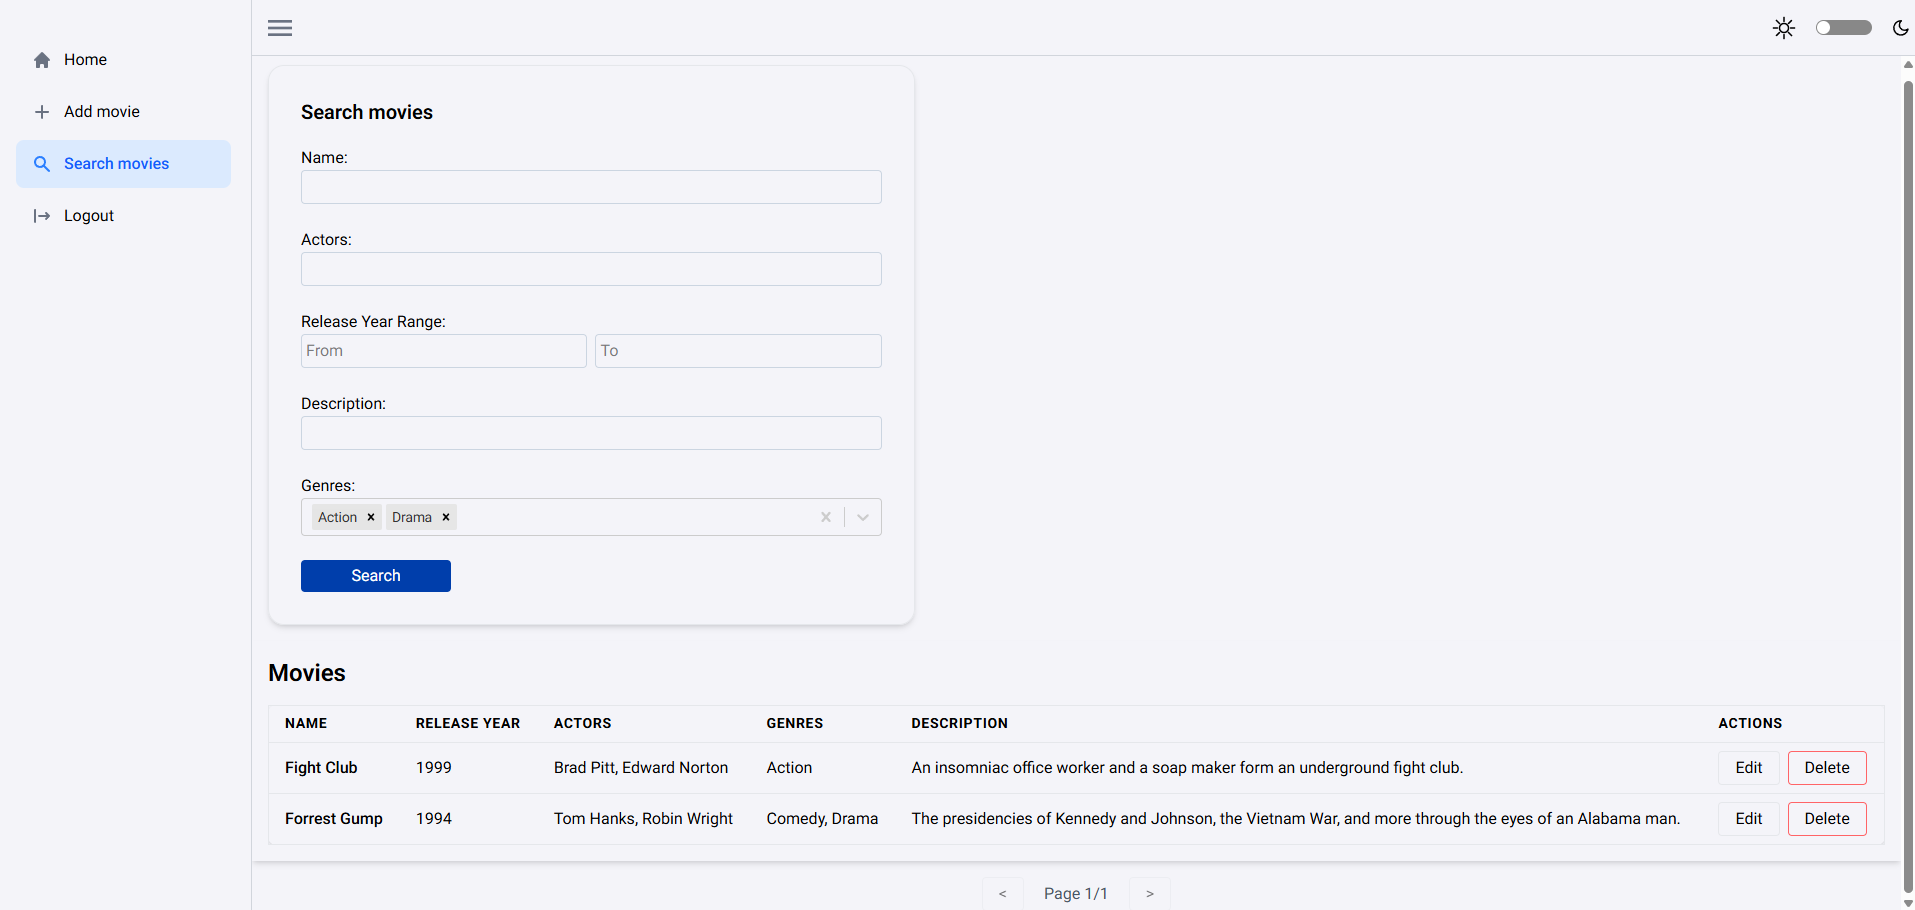 Home
Add movie
Search movies
Logout
Search movies
Name:
Actors:
Release Year Range:
From To
Description:
Genres:
Action × Drama ×
Search
Movies
NAME RELEASE YEAR ACTORS GENRES DESCRIPTION ACTIONS
Fight Club 1999 Brad Pitt, Edward Norton Action An insomniac office worker and a soap maker form an underground fight club. Edit Delete
Forrest Gump 1994 Tom Hanks, Robin Wright Comedy, Drama The presidencies of Kennedy and Johnson, the Vietnam War, and more through the eyes of an Alabama man. Edit Delete
< Page 1/1 >